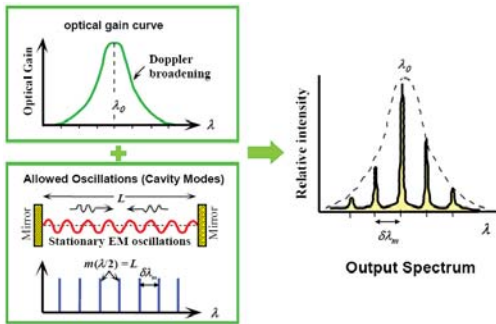 optical gain curve
Optical Gain
Doppler
broadening
λ₀
λ
+
Allowed Oscillations (Cavity Modes)
L
Mirror
Mirror
Stationary EM oscillations
m(λ/2) = L
δλₘ
λ
Relative intensity
λ₀
δλₘ
λ
Output Spectrum